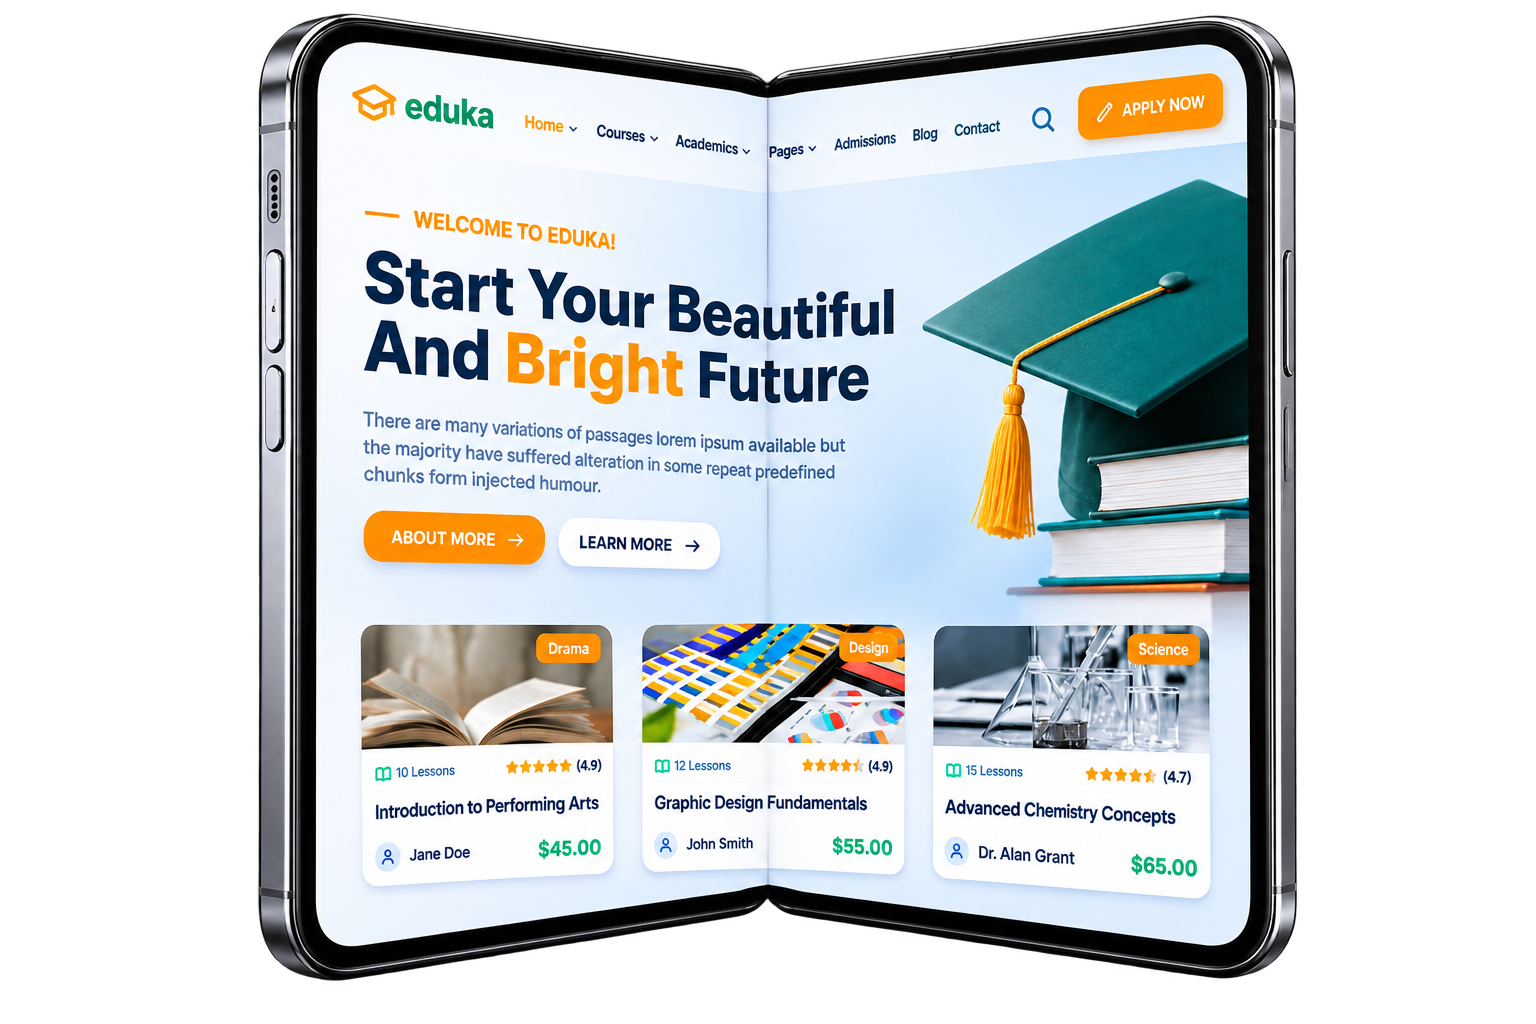 eduka
Home
Courses
Academics
Pages
Admissions
Blog
Contact
APPLY NOW
WELCOME TO EDUKA!
Start Your Beautiful
And Bright Future
There are many variations of passages lorem ipsum available but
the majority have suffered alteration in some repeat predefined
chunks form injected humour.
ABOUT MORE →
LEARN MORE →
Drama
10 Lessons
(4.9)
Introduction to Performing Arts
Jane Doe
$45.00
Design
12 Lessons
(4.9)
Graphic Design Fundamentals
John Smith
$55.00
Science
15 Lessons
(4.7)
Advanced Chemistry Concepts
Dr. Alan Grant
$65.00